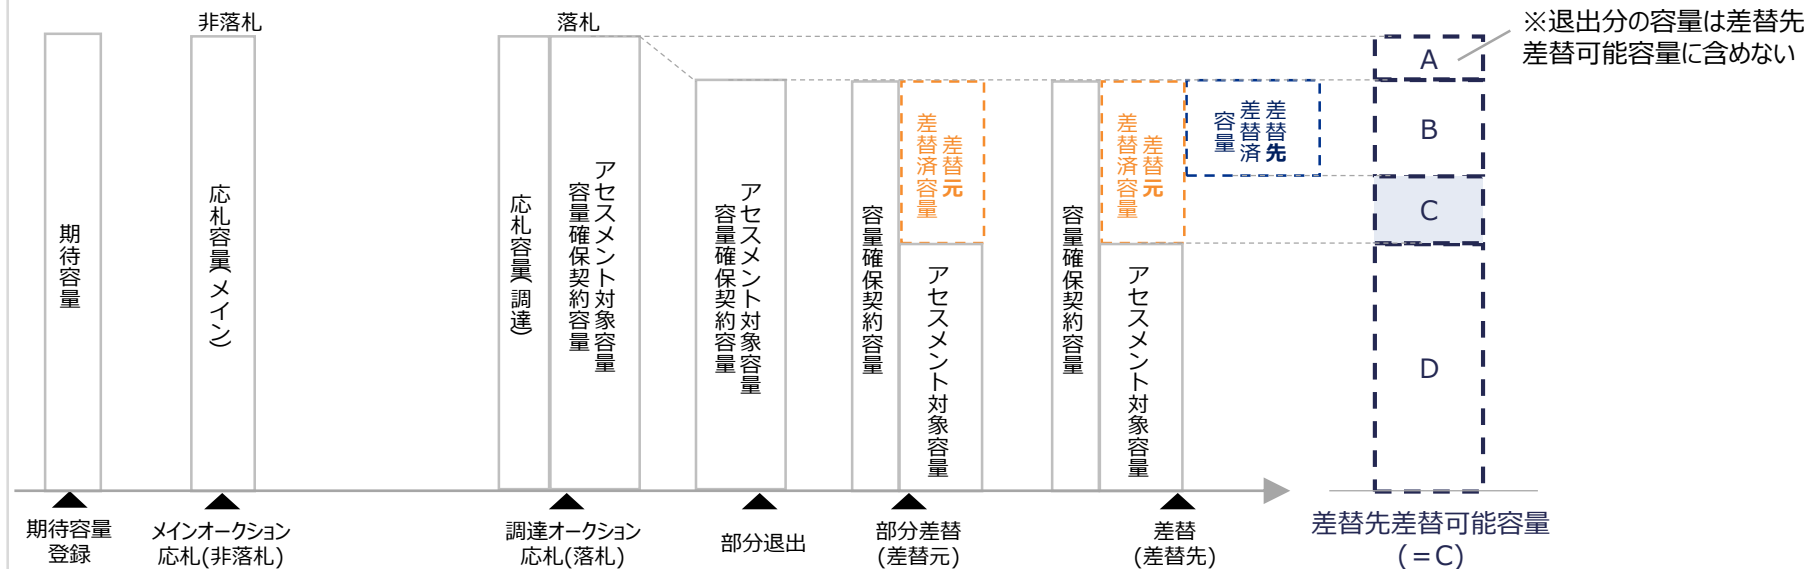 非落札
落札
※退出分の容量は差替先
差替可能容量に含めない
期待容量
応札容量(メイン)
応札容量(調達)
アセスメント対象容量
容量確保契約容量
アセスメント対象容量
容量確保契約容量
容量確保契約容量
差替元
差替済容量
アセスメント対象容量
容量確保契約容量
差替元
差替済容量
アセスメント対象容量
差替先
差替済
容量
A
B
C
D
期待容量
登録
メインオークション
応札(非落札)
調達オークション
応札(落札)
部分退出
部分差替
(差替元)
差替
(差替先)
差替先差替可能容量
(=C)